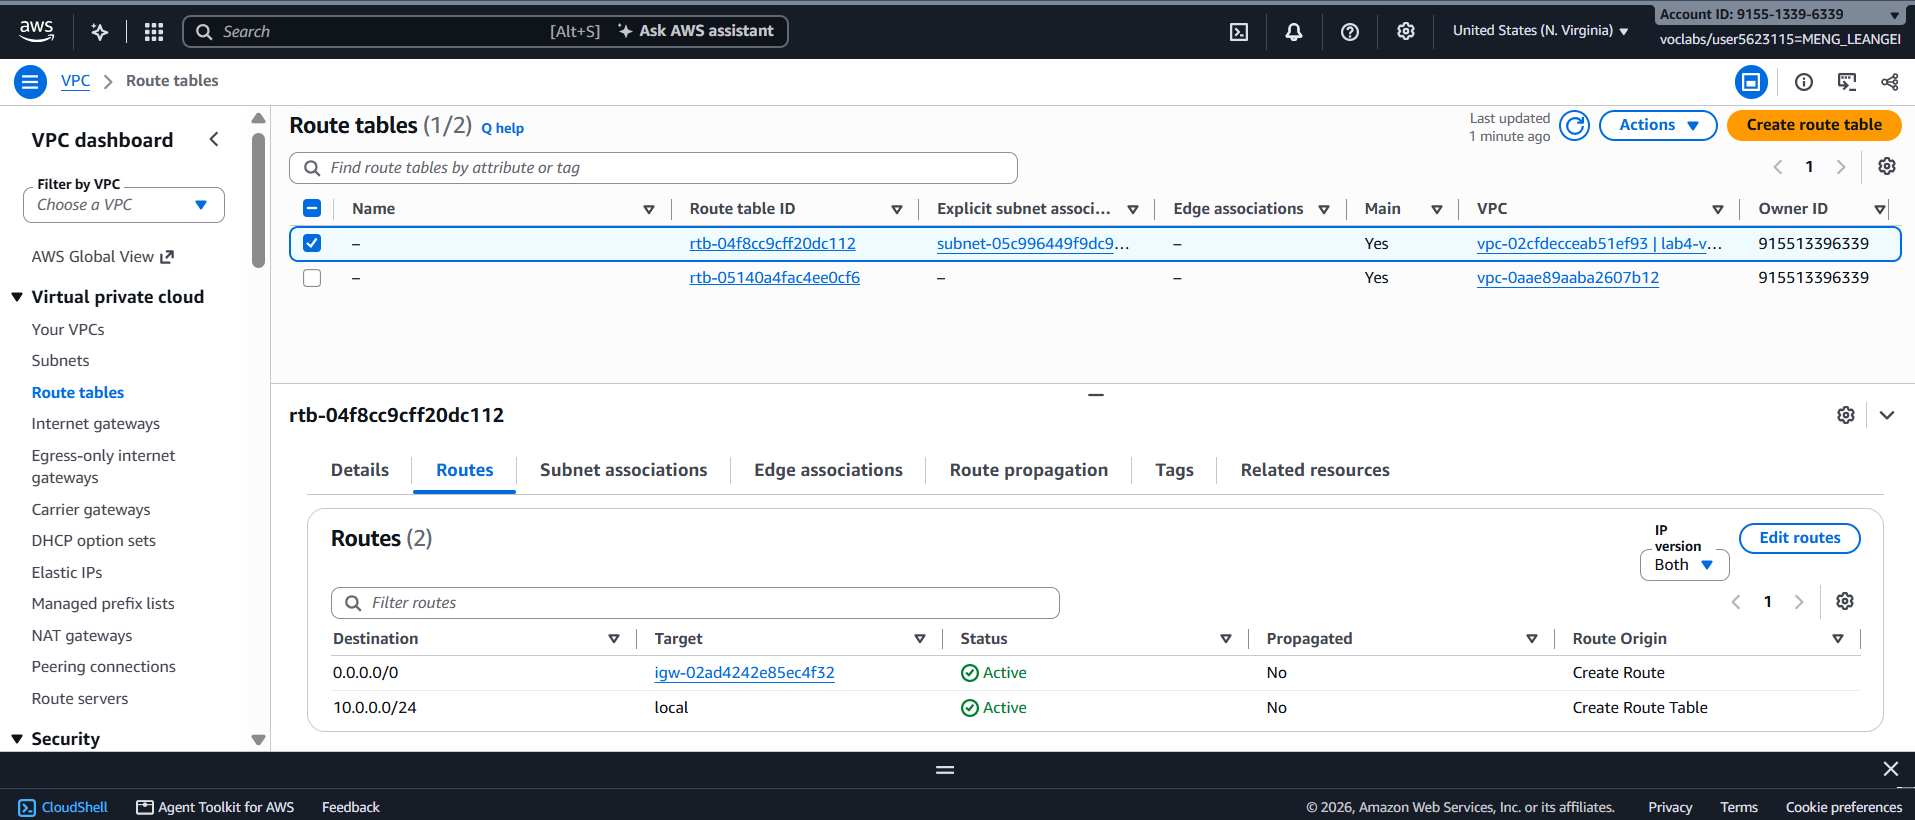 aws
Search
[Alt+S]
Ask AWS assistant
United States (N. Virginia)
Account ID: 9155-1339-6339
voclabs/user5623115=MENG_LEANGEI
VPC
Route tables
VPC dashboard
Filter by VPC
Choose a VPC
AWS Global View
Virtual private cloud
Your VPCs
Subnets
Route tables
Internet gateways
Egress-only internet
gateways
Carrier gateways
DHCP option sets
Elastic IPs
Managed prefix lists
NAT gateways
Peering connections
Route servers
Security
Route tables (1/2) Q help
Last updated
1 minute ago
Actions
Create route table
Find route tables by attribute or tag
1
Name Route table ID Explicit subnet associ... Edge associations Main VPC Owner ID
– rtb-04f8cc9cff20dc112 subnet-05c996449f9dc9... – Yes vpc-02cfdecceab51ef93 | lab4-v... 915513396339
– rtb-05140a4fac4ee0cf6 – – Yes vpc-0aae89aaba2607b12 915513396339
rtb-04f8cc9cff20dc112
Details Routes Subnet associations Edge associations Route propagation Tags Related resources
Routes (2)
IP
version
Both
Edit routes
Filter routes
1
Destination Target Status Propagated Route Origin
0.0.0.0/0 igw-02ad4242e85ec4f32 Active No Create Route
10.0.0.0/24 local Active No Create Route Table
CloudShell Agent Toolkit for AWS Feedback © 2026, Amazon Web Services, Inc. or its affiliates. Privacy Terms Cookie preferences